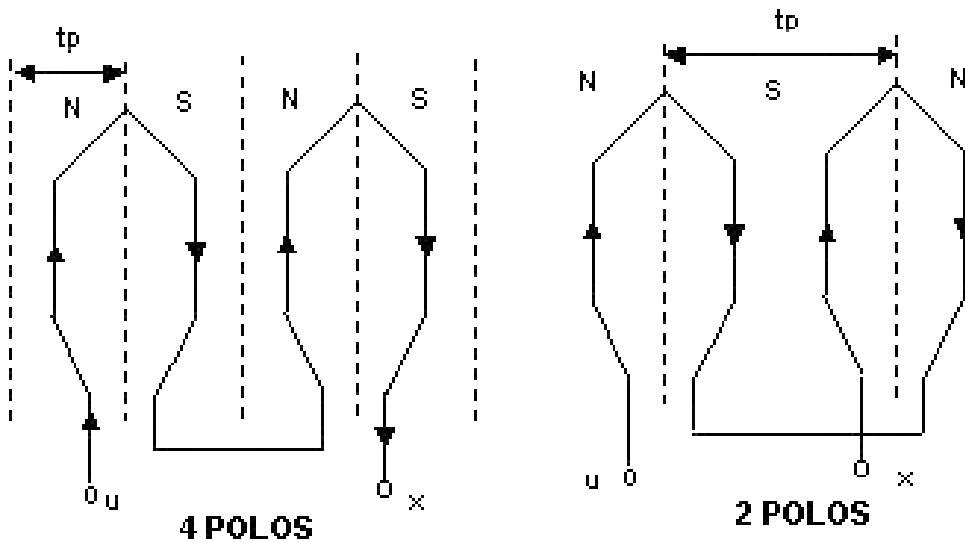 tp
N S N S
u x
4 POLOS
tp
N S N
u x
2 POLOS